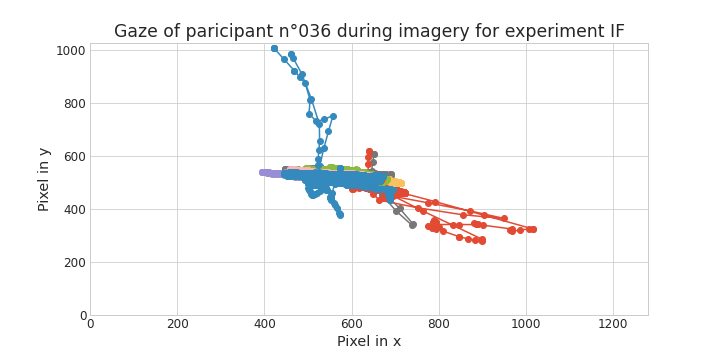 Gaze of paricipant n°036 during imagery for experiment IF
1000
800
600
400
200
0
Pixel in y
0 200 400 600 800 1000 1200
Pixel in x